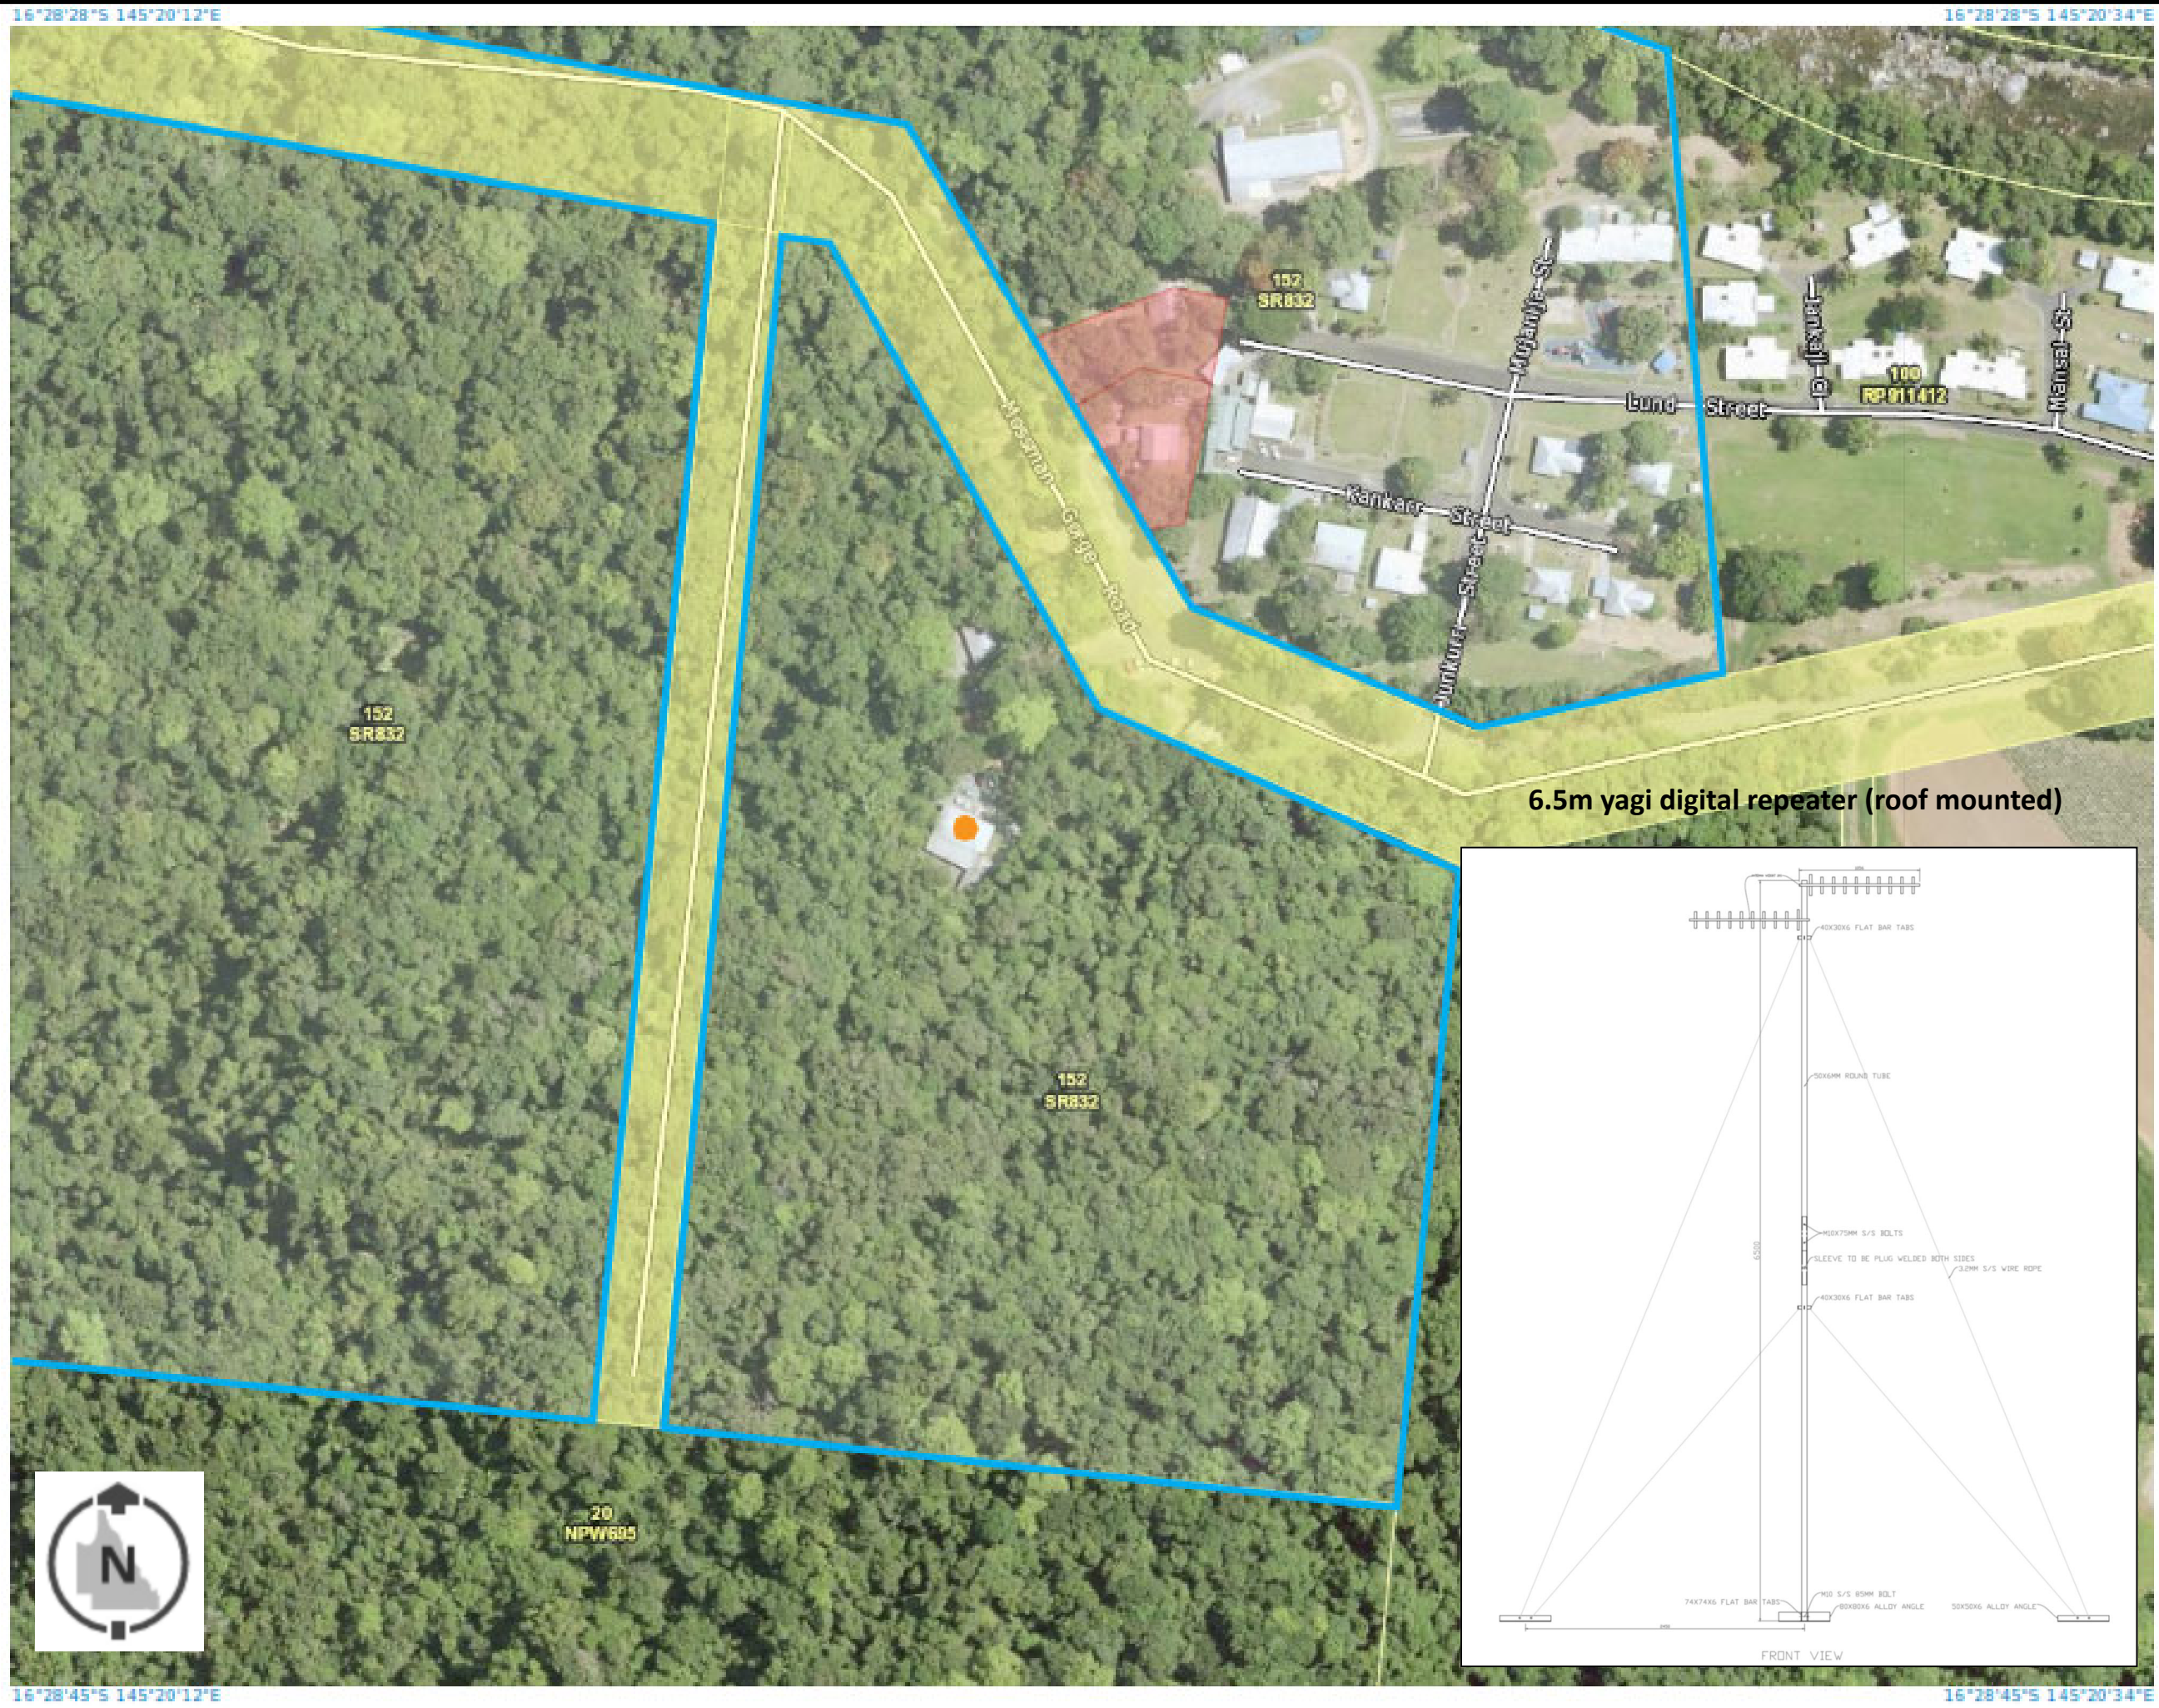 16°28'28"S 145°20'12"E
16°28'28"S 145°20'34"E
152
SR832
Mujanja St
Jankaji Cl
Mansal St
100
RP911412
Lund Street
Mossman Gorge Road
Kankarr Street
Junkurr Street
152
SR832
6.5m yagi digital repeater (roof mounted)
40X30X6 FLAT BAR TABS
50X6MM ROUND TUBE
6500
M10X75MM S/S BOLTS
SLEEVE TO BE PLUG WELDED BOTH SIDES
3.2MM S/S WIRE ROPE
40X30X6 FLAT BAR TABS
152
SR832
20
NPW695
N
M10 S/S 85MM BOLT
74X74X6 FLAT BAR TABS
80X80X6 ALLOY ANGLE
50X50X6 ALLOY ANGLE
FRONT VIEW
16°28'45"S 145°20'12"E
16°28'45"S 145°20'34"E